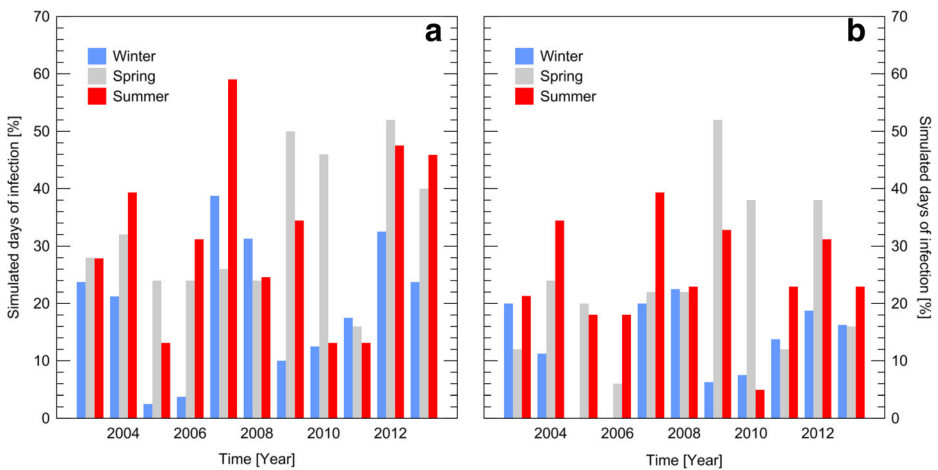 a
Winter
Spring
Summer
Simulated days of infection [%]
70
60
50
40
30
20
10
0
2004 2006 2008 2010 2012
Time [Year]
b
Winter
Spring
Summer
Simulated days of infection [%]
70
60
50
40
30
20
10
0
2004 2006 2008 2010 2012
Time [Year]